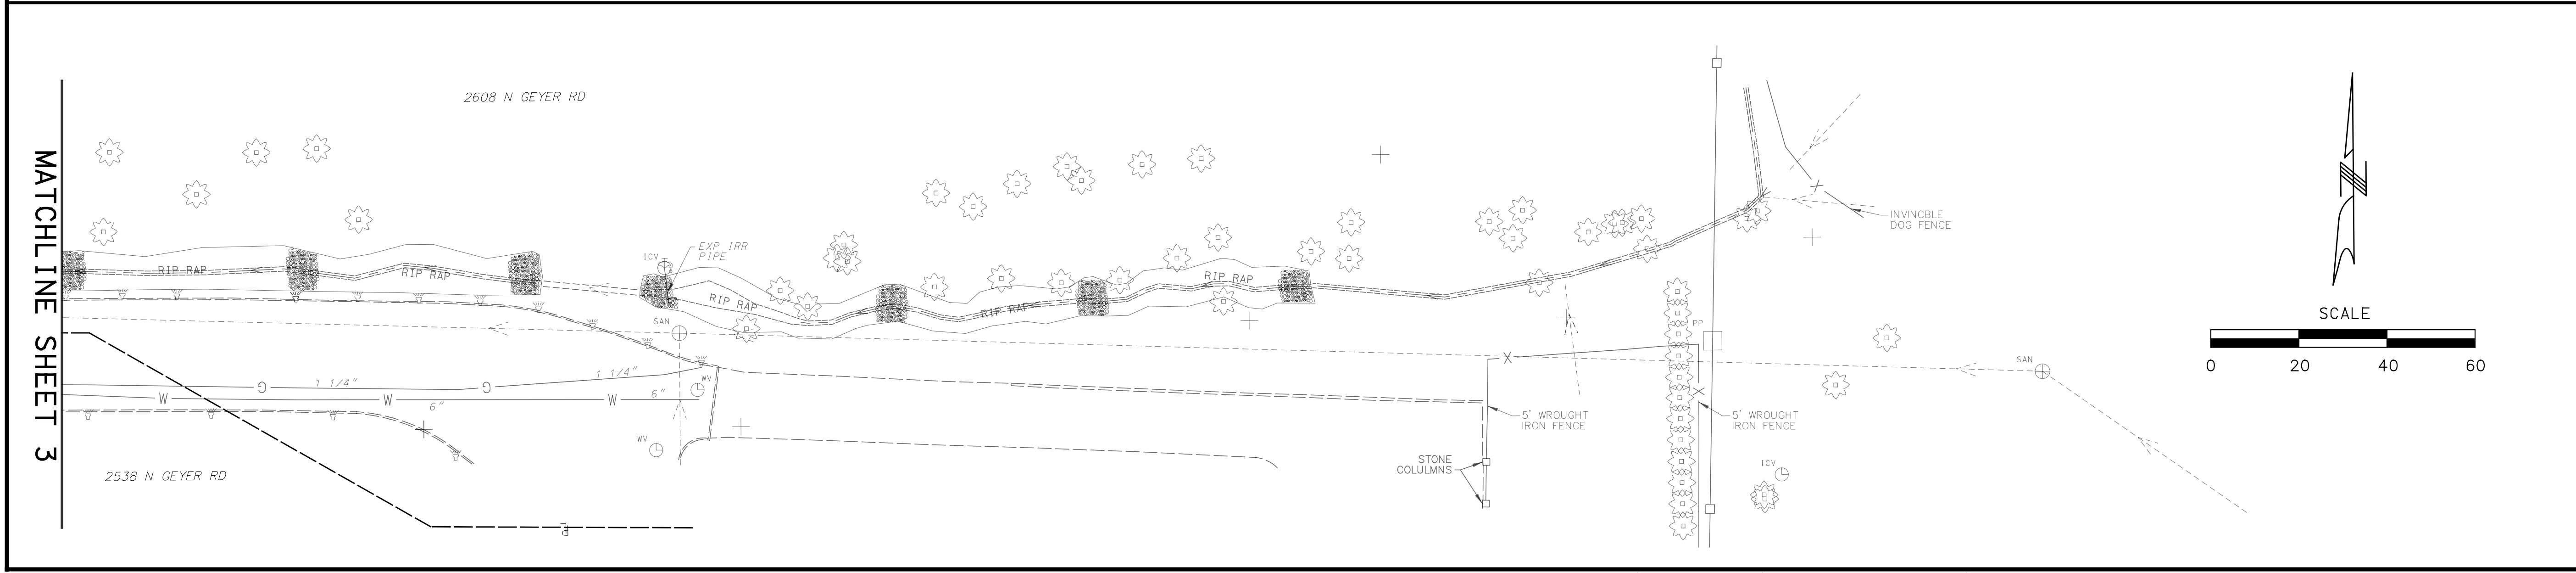 2608 N GEYER RD
MATCHLINE SHEET 3
RIP RAP
RIP RAP
ICV
EXP IRR
PIPE
RIP RAP
RIP RAP
RIP RAP
INVINCBLE
DOG FENCE
SCALE
0 20 40 60
SAN
PP
SAN
G
1 1/4"
G
1 1/4"
WV
W
W
6"
W
6"
WV
5' WROUGHT
IRON FENCE
5' WROUGHT
IRON FENCE
STONE
COLULMNS
ICV
2538 N GEYER RD
PL